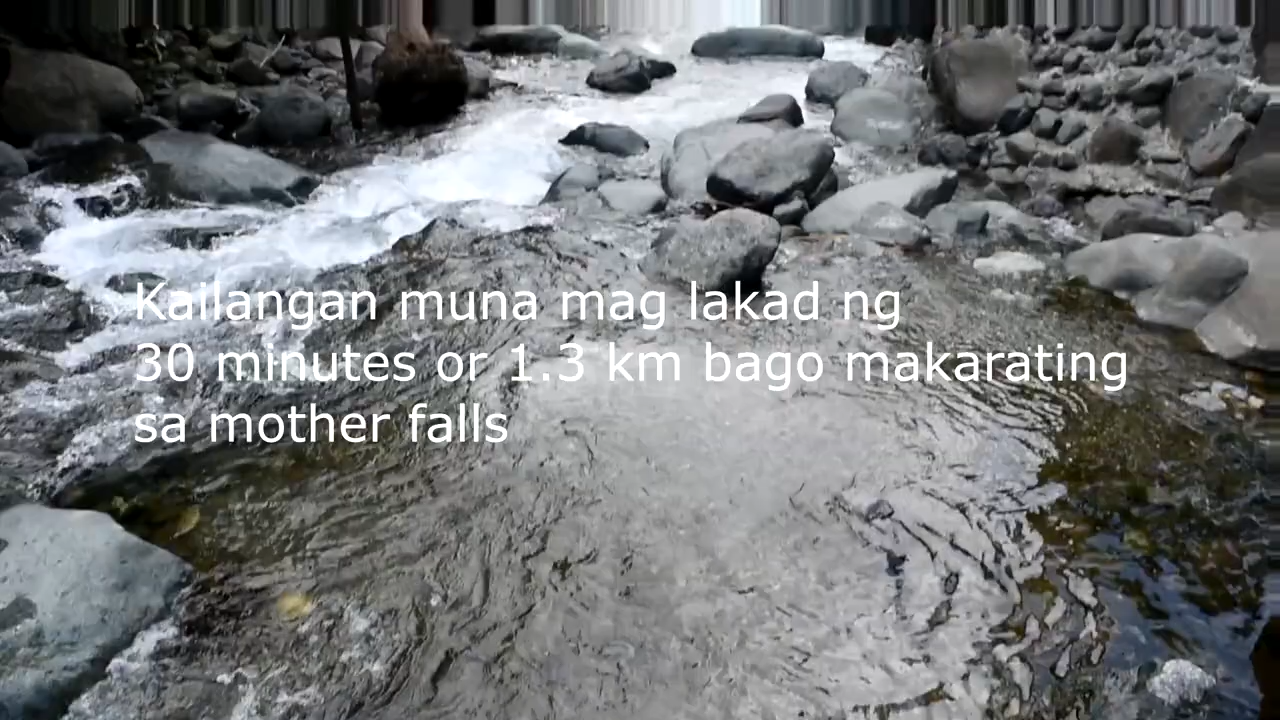 Kailangan muna mag lakad ng
30 minutes or 1.3 km bago makarating
sa mother falls